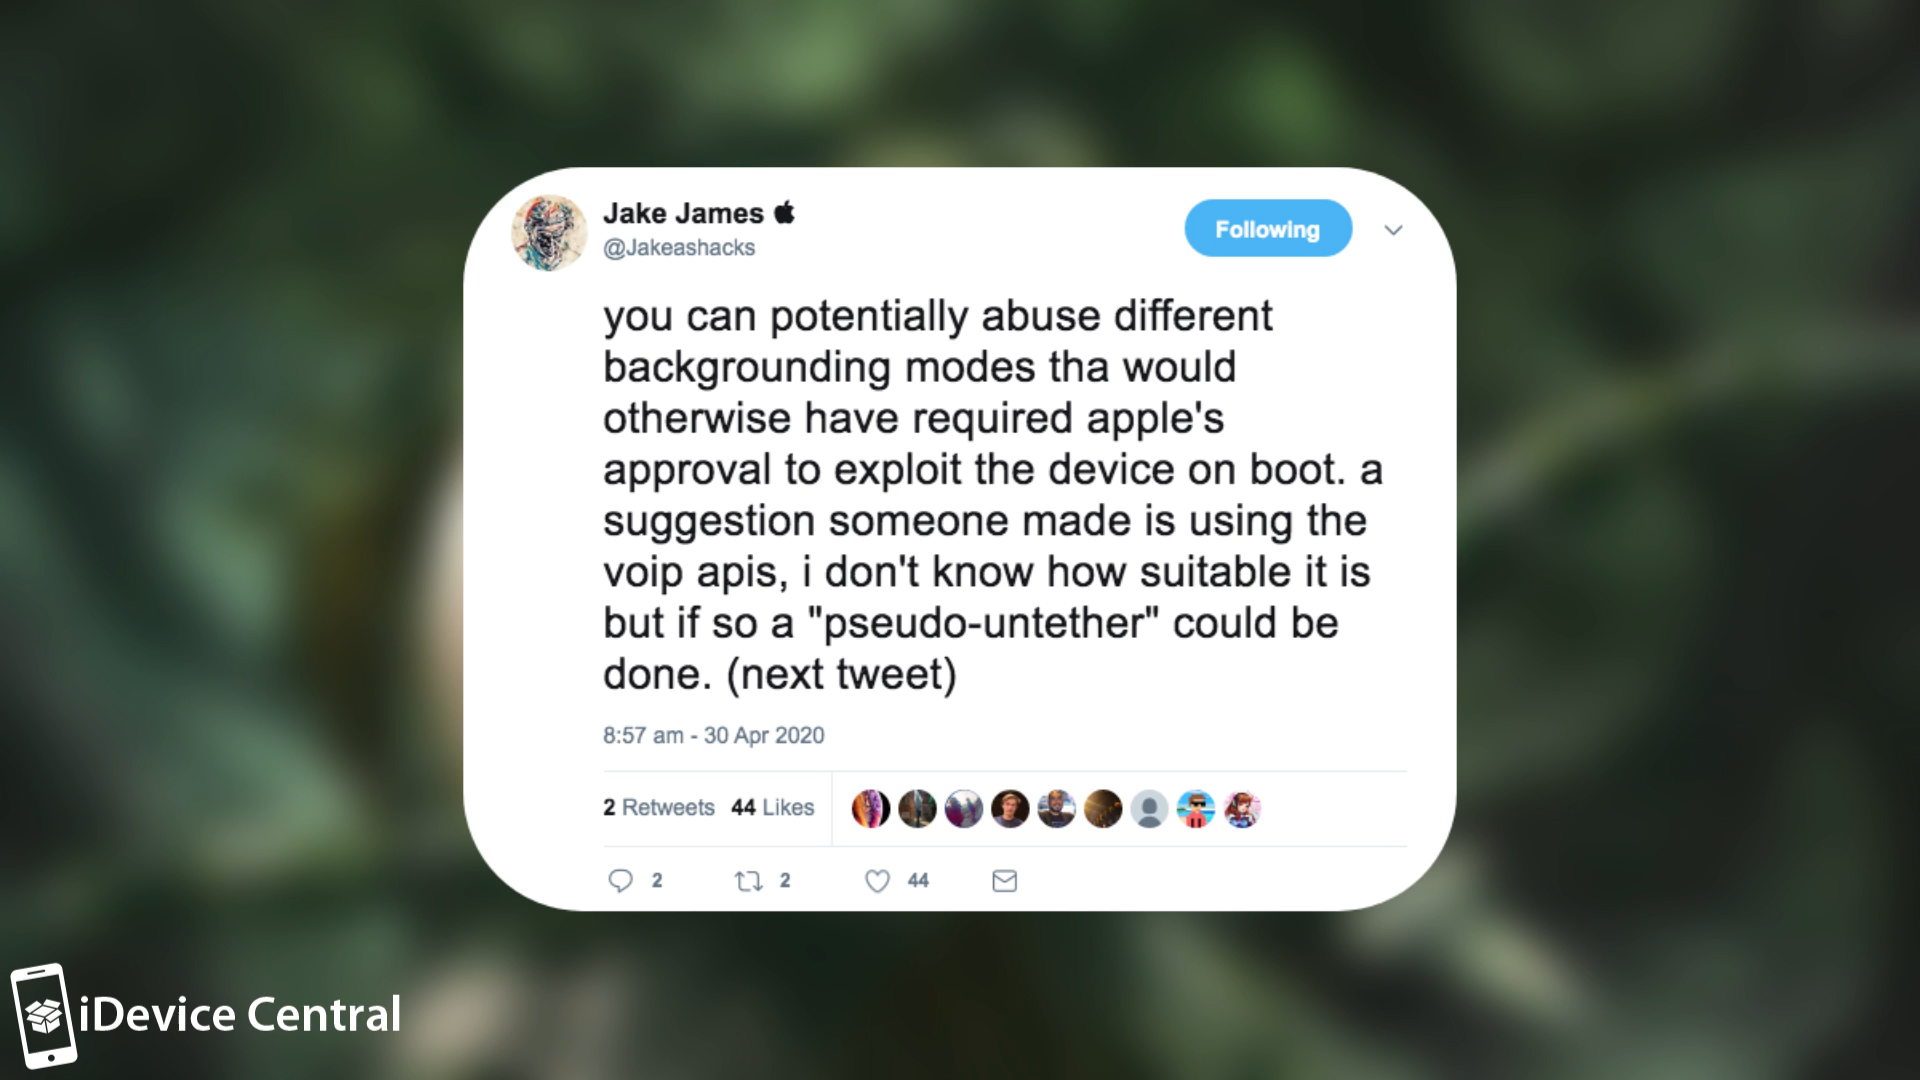 Jake James
@Jakeashacks
Following
you can potentially abuse different
backgrounding modes tha would
otherwise have required apple's
approval to exploit the device on boot. a
suggestion someone made is using the
voip apis, i don't know how suitable it is
but if so a "pseudo-untether" could be
done. (next tweet)
8:57 am - 30 Apr 2020
2 Retweets 44 Likes
2 2 44
iDevice Central